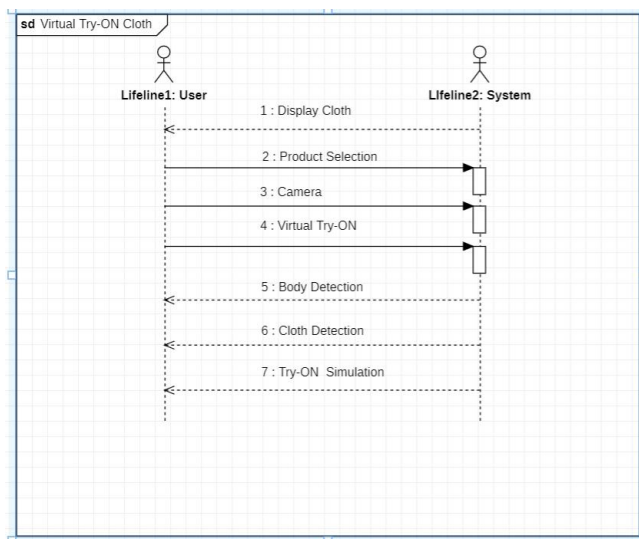 sd Virtual Try-ON Cloth
Lifeline1: User
LIfeline2: System
1 : Display Cloth
2 : Product Selection
3 : Camera
4 : Virtual Try-ON
5 : Body Detection
6 : Cloth Detection
7 : Try-ON Simulation